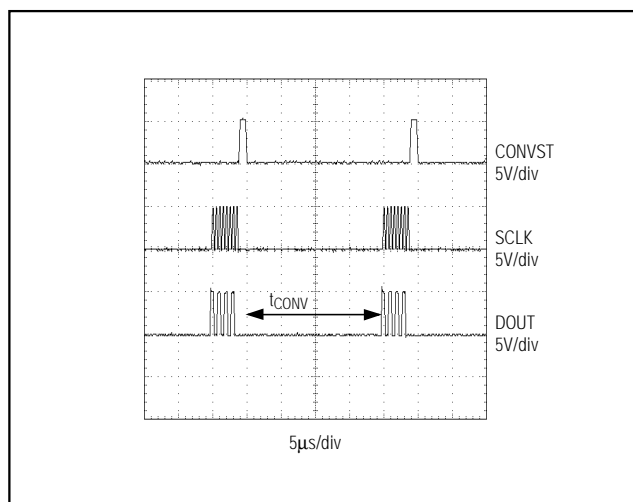 CONVST
5V/div
SCLK
5V/div
tCONV
DOUT
5V/div
5μs/div